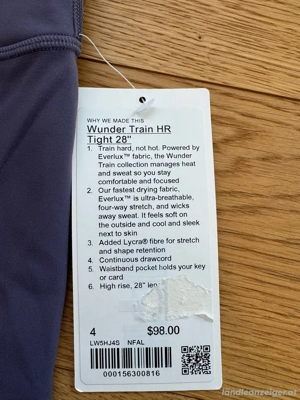 WHY WE MADE THIS
Wunder Train HR
Tight 28"
1. Train hard, not hot. Powered by
Everlux™ fabric, the Wunder
Train collection manages heat
and sweat so you stay
comfortable and focused
2. Our fastest drying fabric,
Everlux™ is ultra-breathable,
four-way stretch, and wicks
away sweat. It feels soft on
the outside and cool and sleek
next to skin
3. Added Lycra® fibre for stretch
and shape retention
4. Continuous drawcord
5. Waistband pocket holds your key
or card
6. High rise, 28"
4 $98.00
LW5HJ4S NFAL
000156300816
laendleanzeiger.at